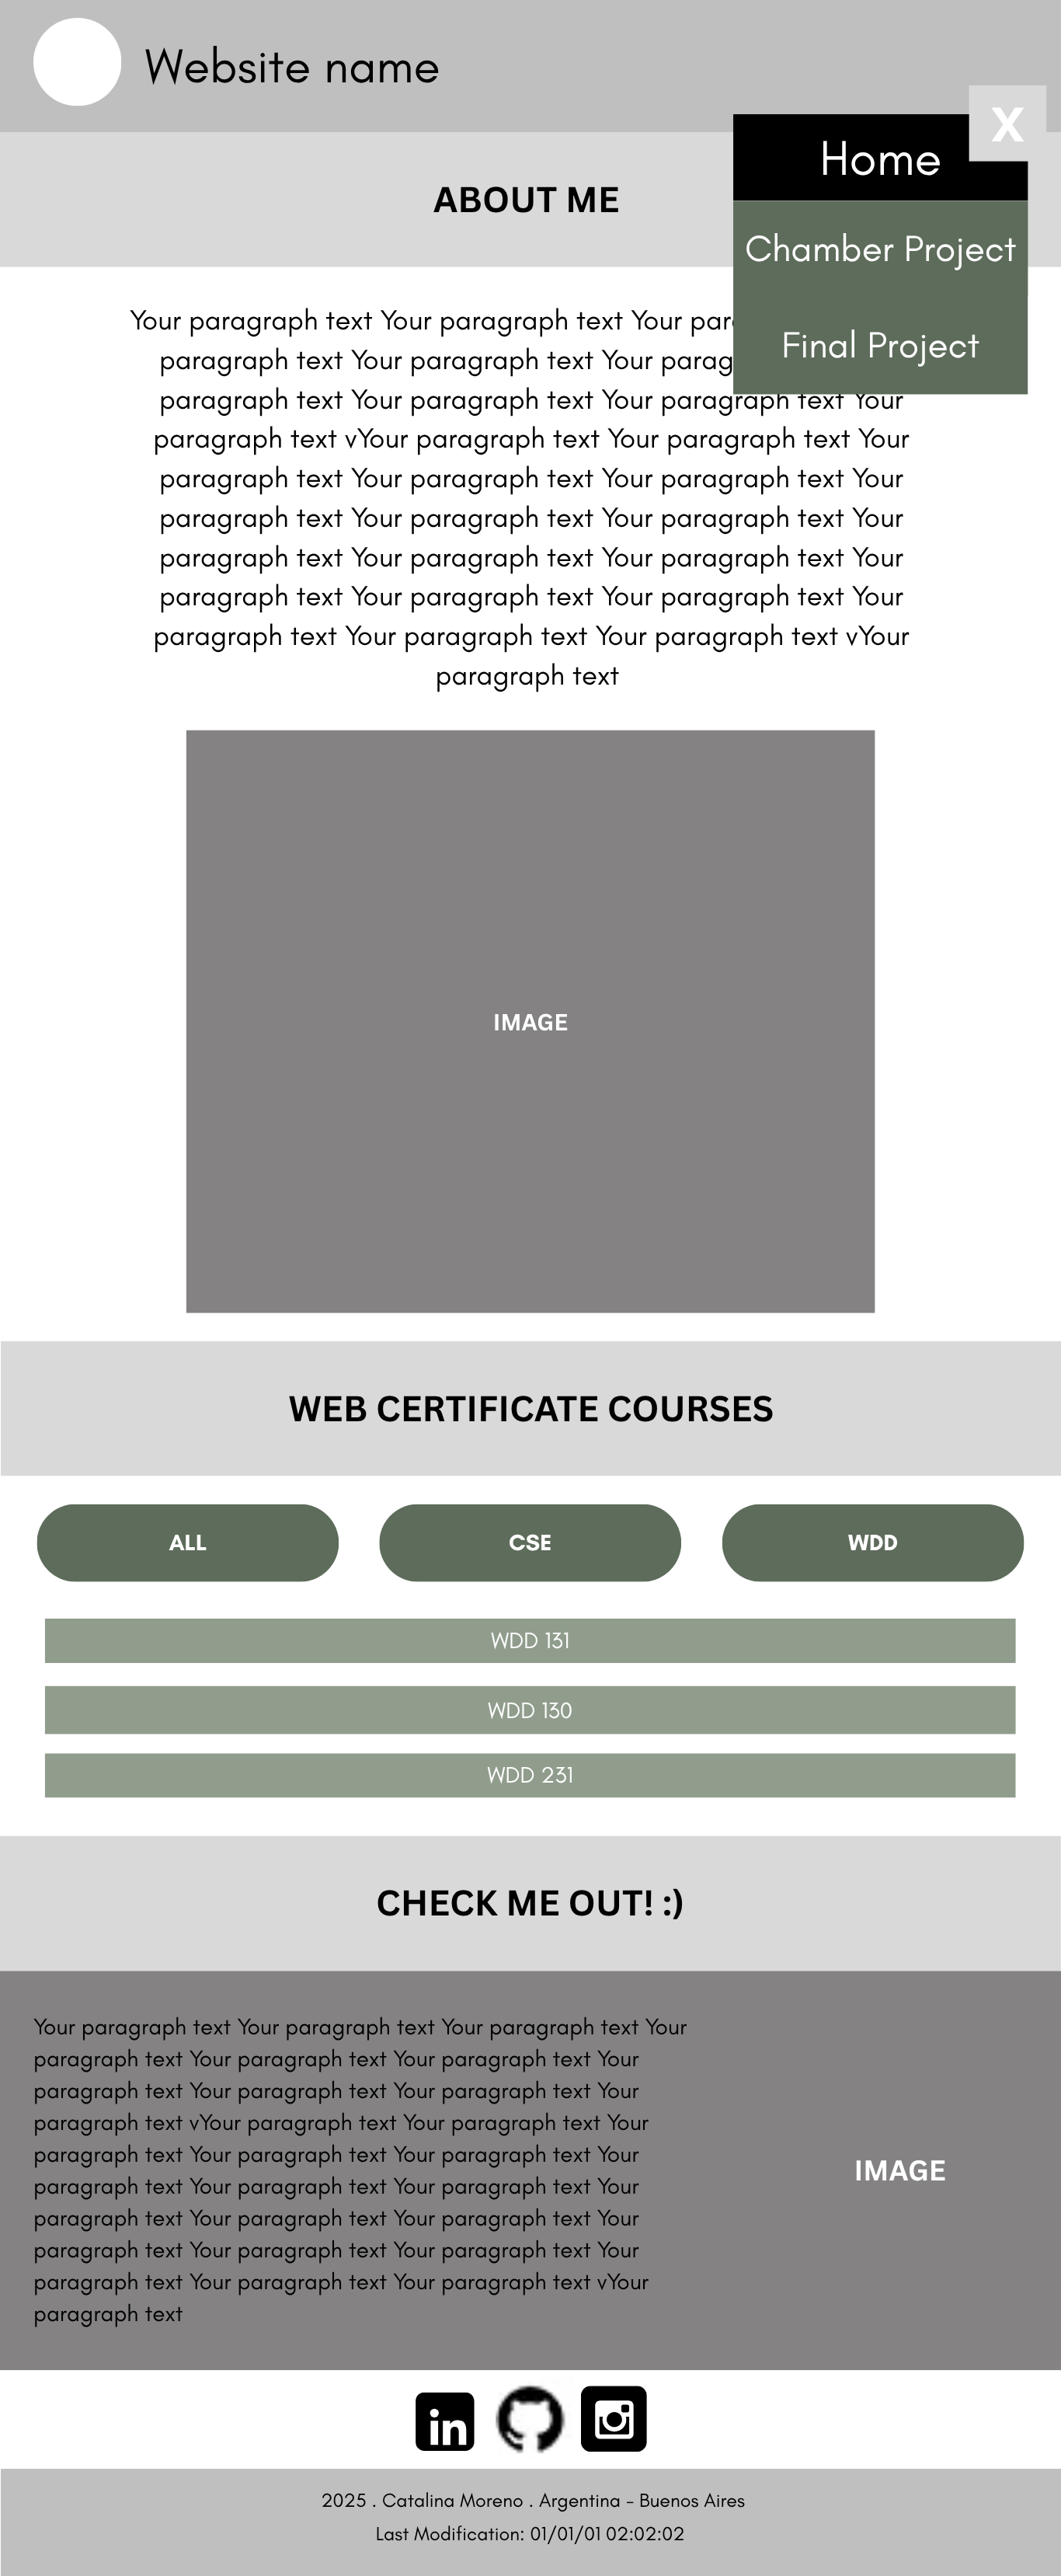 Website name
X
Home
ABOUT ME
Chamber Project
Final Project
Your paragraph text Your paragraph text Your
paragraph text Your paragraph text Your
paragraph text Your paragraph text Your paragraph text Your
paragraph text vYour paragraph text Your paragraph text Your
paragraph text Your paragraph text Your paragraph text Your
paragraph text Your paragraph text Your paragraph text Your
paragraph text Your paragraph text Your paragraph text Your
paragraph text Your paragraph text Your paragraph text Your
paragraph text Your paragraph text Your paragraph text vYour
paragraph text
IMAGE
WEB CERTIFICATE COURSES
ALL CSE WDD
WDD 131
WDD 130
WDD 231
CHECK ME OUT! :)
Your paragraph text Your paragraph text Your paragraph text Your
paragraph text Your paragraph text Your paragraph text Your
paragraph text Your paragraph text Your paragraph text Your
paragraph text vYour paragraph text Your paragraph text Your
paragraph text Your paragraph text Your paragraph text Your
paragraph text Your paragraph text Your paragraph text Your
paragraph text Your paragraph text Your paragraph text Your
paragraph text Your paragraph text Your paragraph text Your
paragraph text Your paragraph text Your paragraph text vYour
paragraph text
IMAGE
in
2025 . Catalina Moreno . Argentina - Buenos Aires
Last Modification: 01/01/01 02:02:02